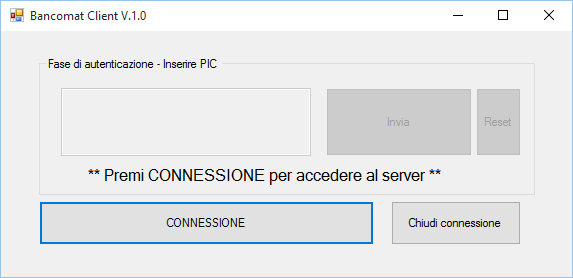 Bancomat Client V.1.0
Fase di autenticazione - Inserire PIC
Invia
Reset
** Premi CONNESSIONE per accedere al server **
CONNESSIONE
Chiudi connessione